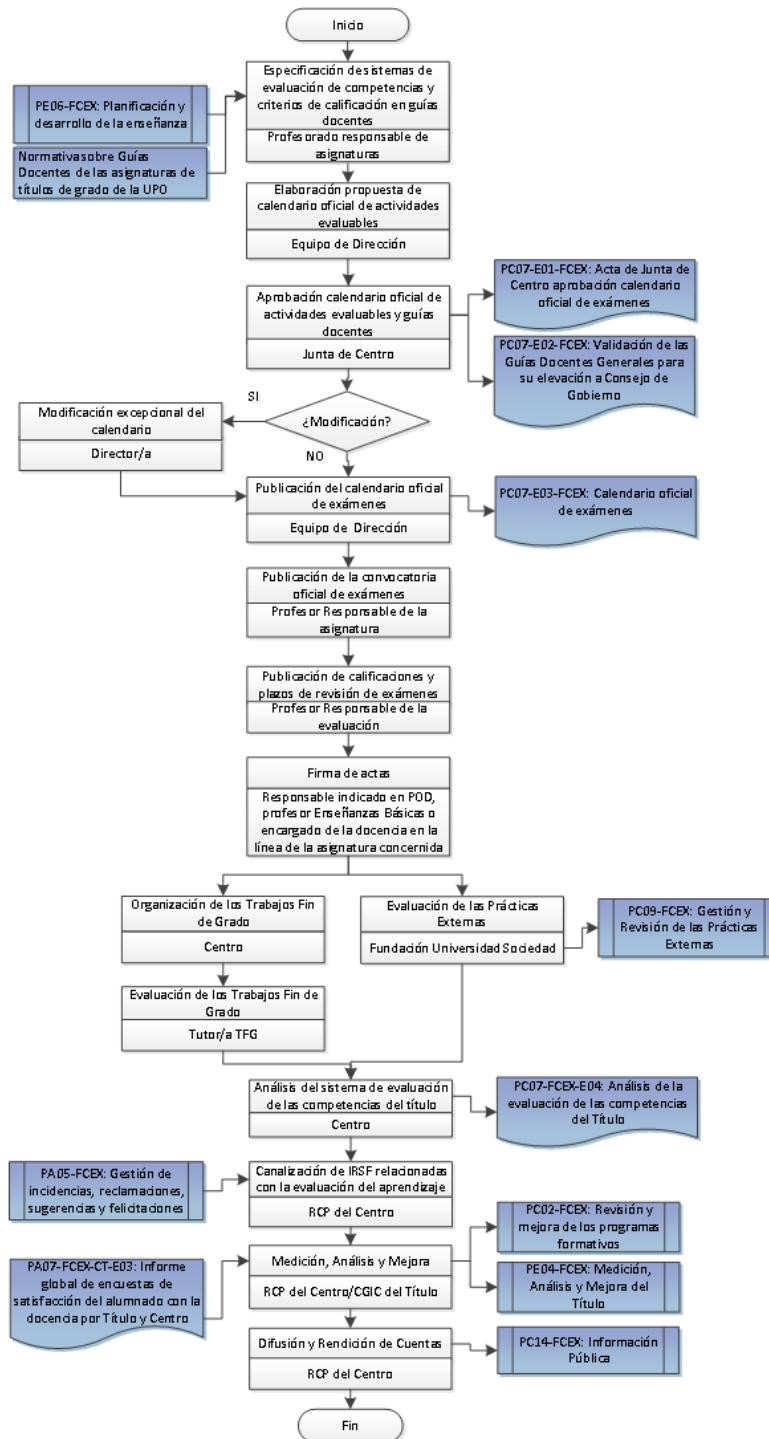 Inicio
Especificación de sistemas de
evaluación de competencias y
criterios de calificación en guías
docentes
Profesorado responsable de
asignaturas
PE06-FCEX: Planificación y
desarrollo de la enseñanza
Normativa sobre Guías
Docentes de las asignaturas de
títulos de grado de la UPO
Elaboración propuesta de
calendario oficial de actividades
evaluables
Equipo de Dirección
Aprobación calendario oficial de
actividades evaluables y guías
docentes
Junta de Centro
PC07-E01-FCEX: Acta de Junta de
Centro aprobación calendario
oficial de exámenes
PC07-E02-FCEX: Validación de las
Guías Docentes Generales para
su elevación a Consejo de
Gobierno
SI
¿Modificación?
NO
Modificación excepcional del
calendario
Director/a
Publicación del calendario oficial
de exámenes
Equipo de Dirección
PC07-E03-FCEX: Calendario oficial
de exámenes
Publicación de la convocatoria
oficial de exámenes
Profesor Responsable de la
asignatura
Publicación de calificaciones y
plazos de revisión de exámenes
Profesor Responsable de la
evaluación
Firma de actas
Responsable indicado en POD,
profesor Enseñanzas Básicas o
encargado de la docencia en la
línea de la asignatura concernida
Organización de los Trabajos Fin
de Grado
Centro
Evaluación de las Prácticas
Externas
Fundación Universidad Sociedad
PC09-FCEX: Gestión y
Revisión de las Prácticas
Externas
Evaluación de los Trabajos Fin de
Grado
Tutor/a TFG
Análisis del sistema de evaluación
de las competencias del título
Centro
PC07-FCEX-E04: Análisis de la
evaluación de las competencias
del Título
PA05-FCEX: Gestión de
incidencias, reclamaciones,
sugerencias y felicitaciones
Canalización de IRSF relacionadas
con la evaluación del aprendizaje
RCP del Centro
PA07-FCEX-CT-E03: Informe
global de encuestas de
satisfacción del alumnado con la
docencia por Título y Centro
Medición, Análisis y Mejora
RCP del Centro/CGIC del Título
PC02-FCEX: Revisión y
mejora de los programas
formativos
PE04-FCEX: Medición,
Análisis y Mejora del
Título
Difusión y Rendición de Cuentas
RCP del Centro
PC14-FCEX: Información
Pública
Fin